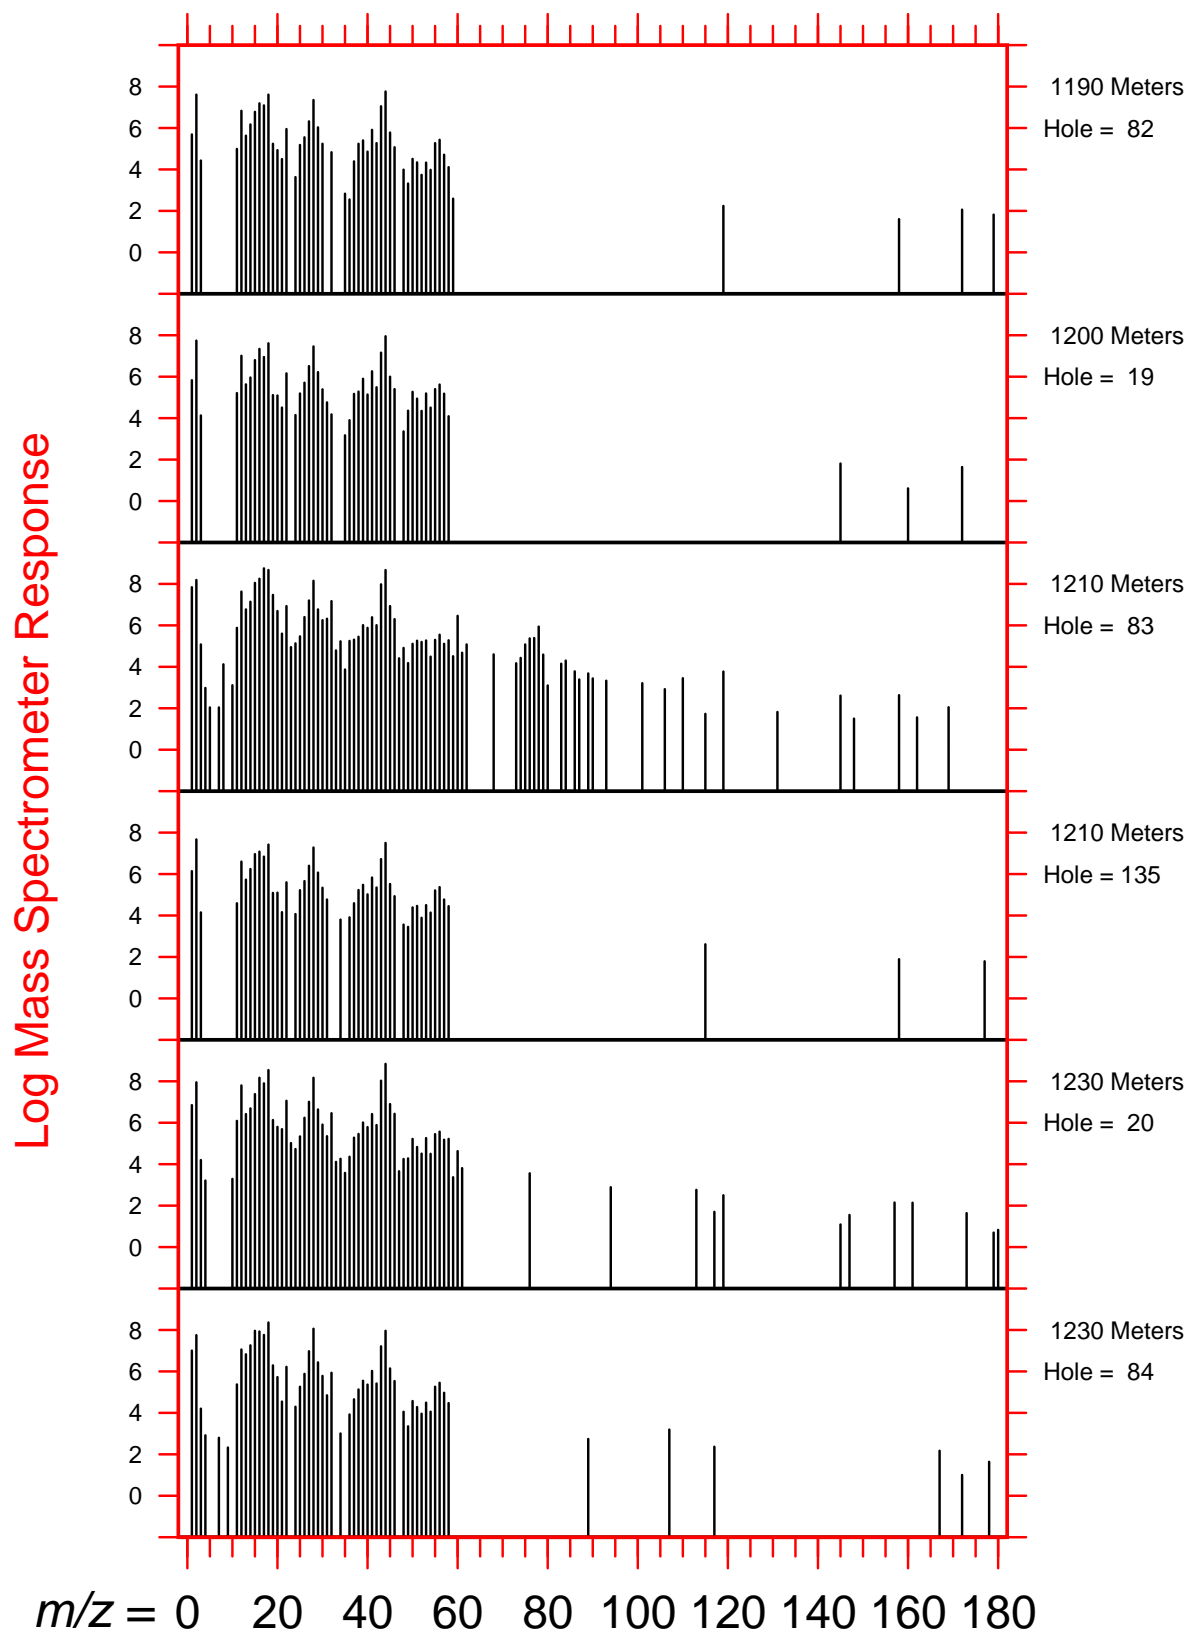 8
6
4
2
0
1190 Meters
Hole = 82
8
6
4
2
0
1200 Meters
Hole = 19
8
6
4
2
0
1210 Meters
Hole = 83
8
6
4
2
0
1210 Meters
Hole = 135
8
6
4
2
0
1230 Meters
Hole = 20
8
6
4
2
0
1230 Meters
Hole = 84
Log Mass Spectrometer Response
m/z = 0 20 40 60 80 100 120 140 160 180